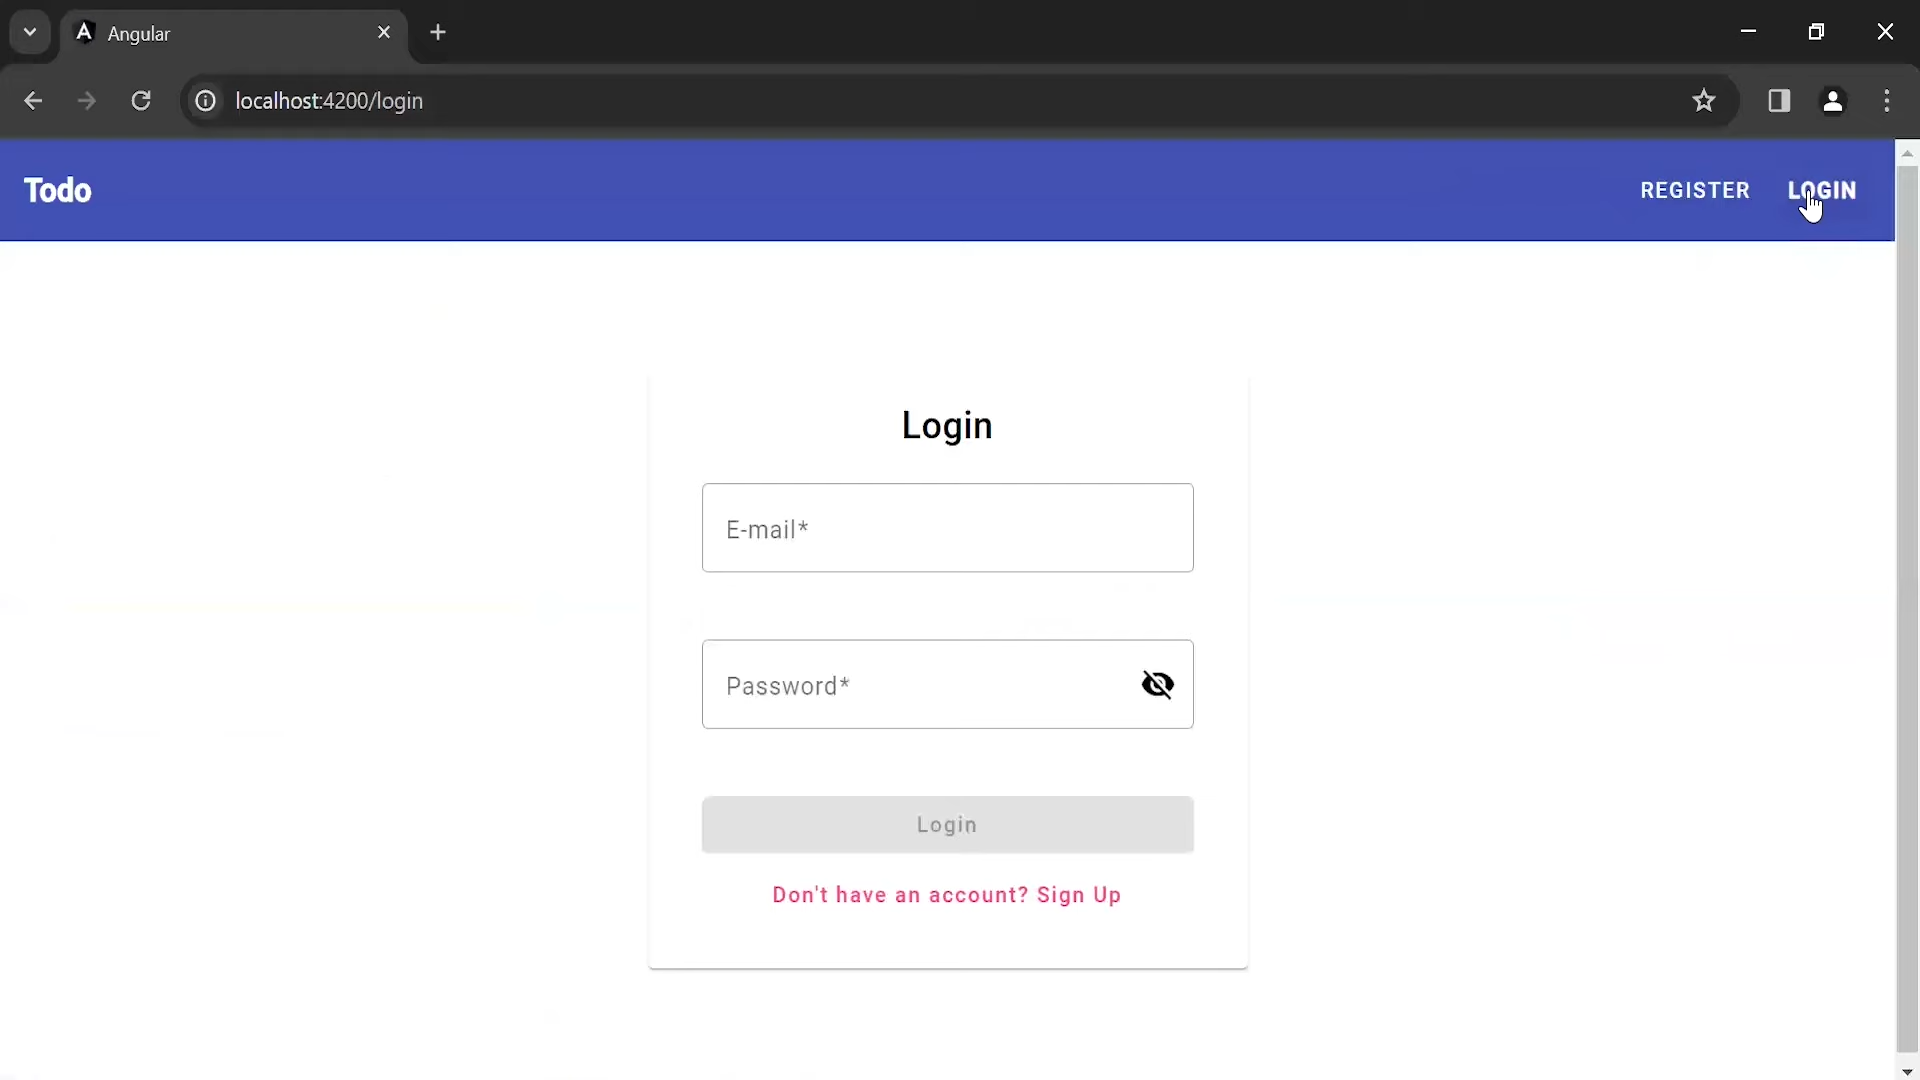 Angular
localhost:4200/login
Todo
REGISTER
LOGIN
Login
E-mail*
Password*
Login
Don't have an account? Sign Up